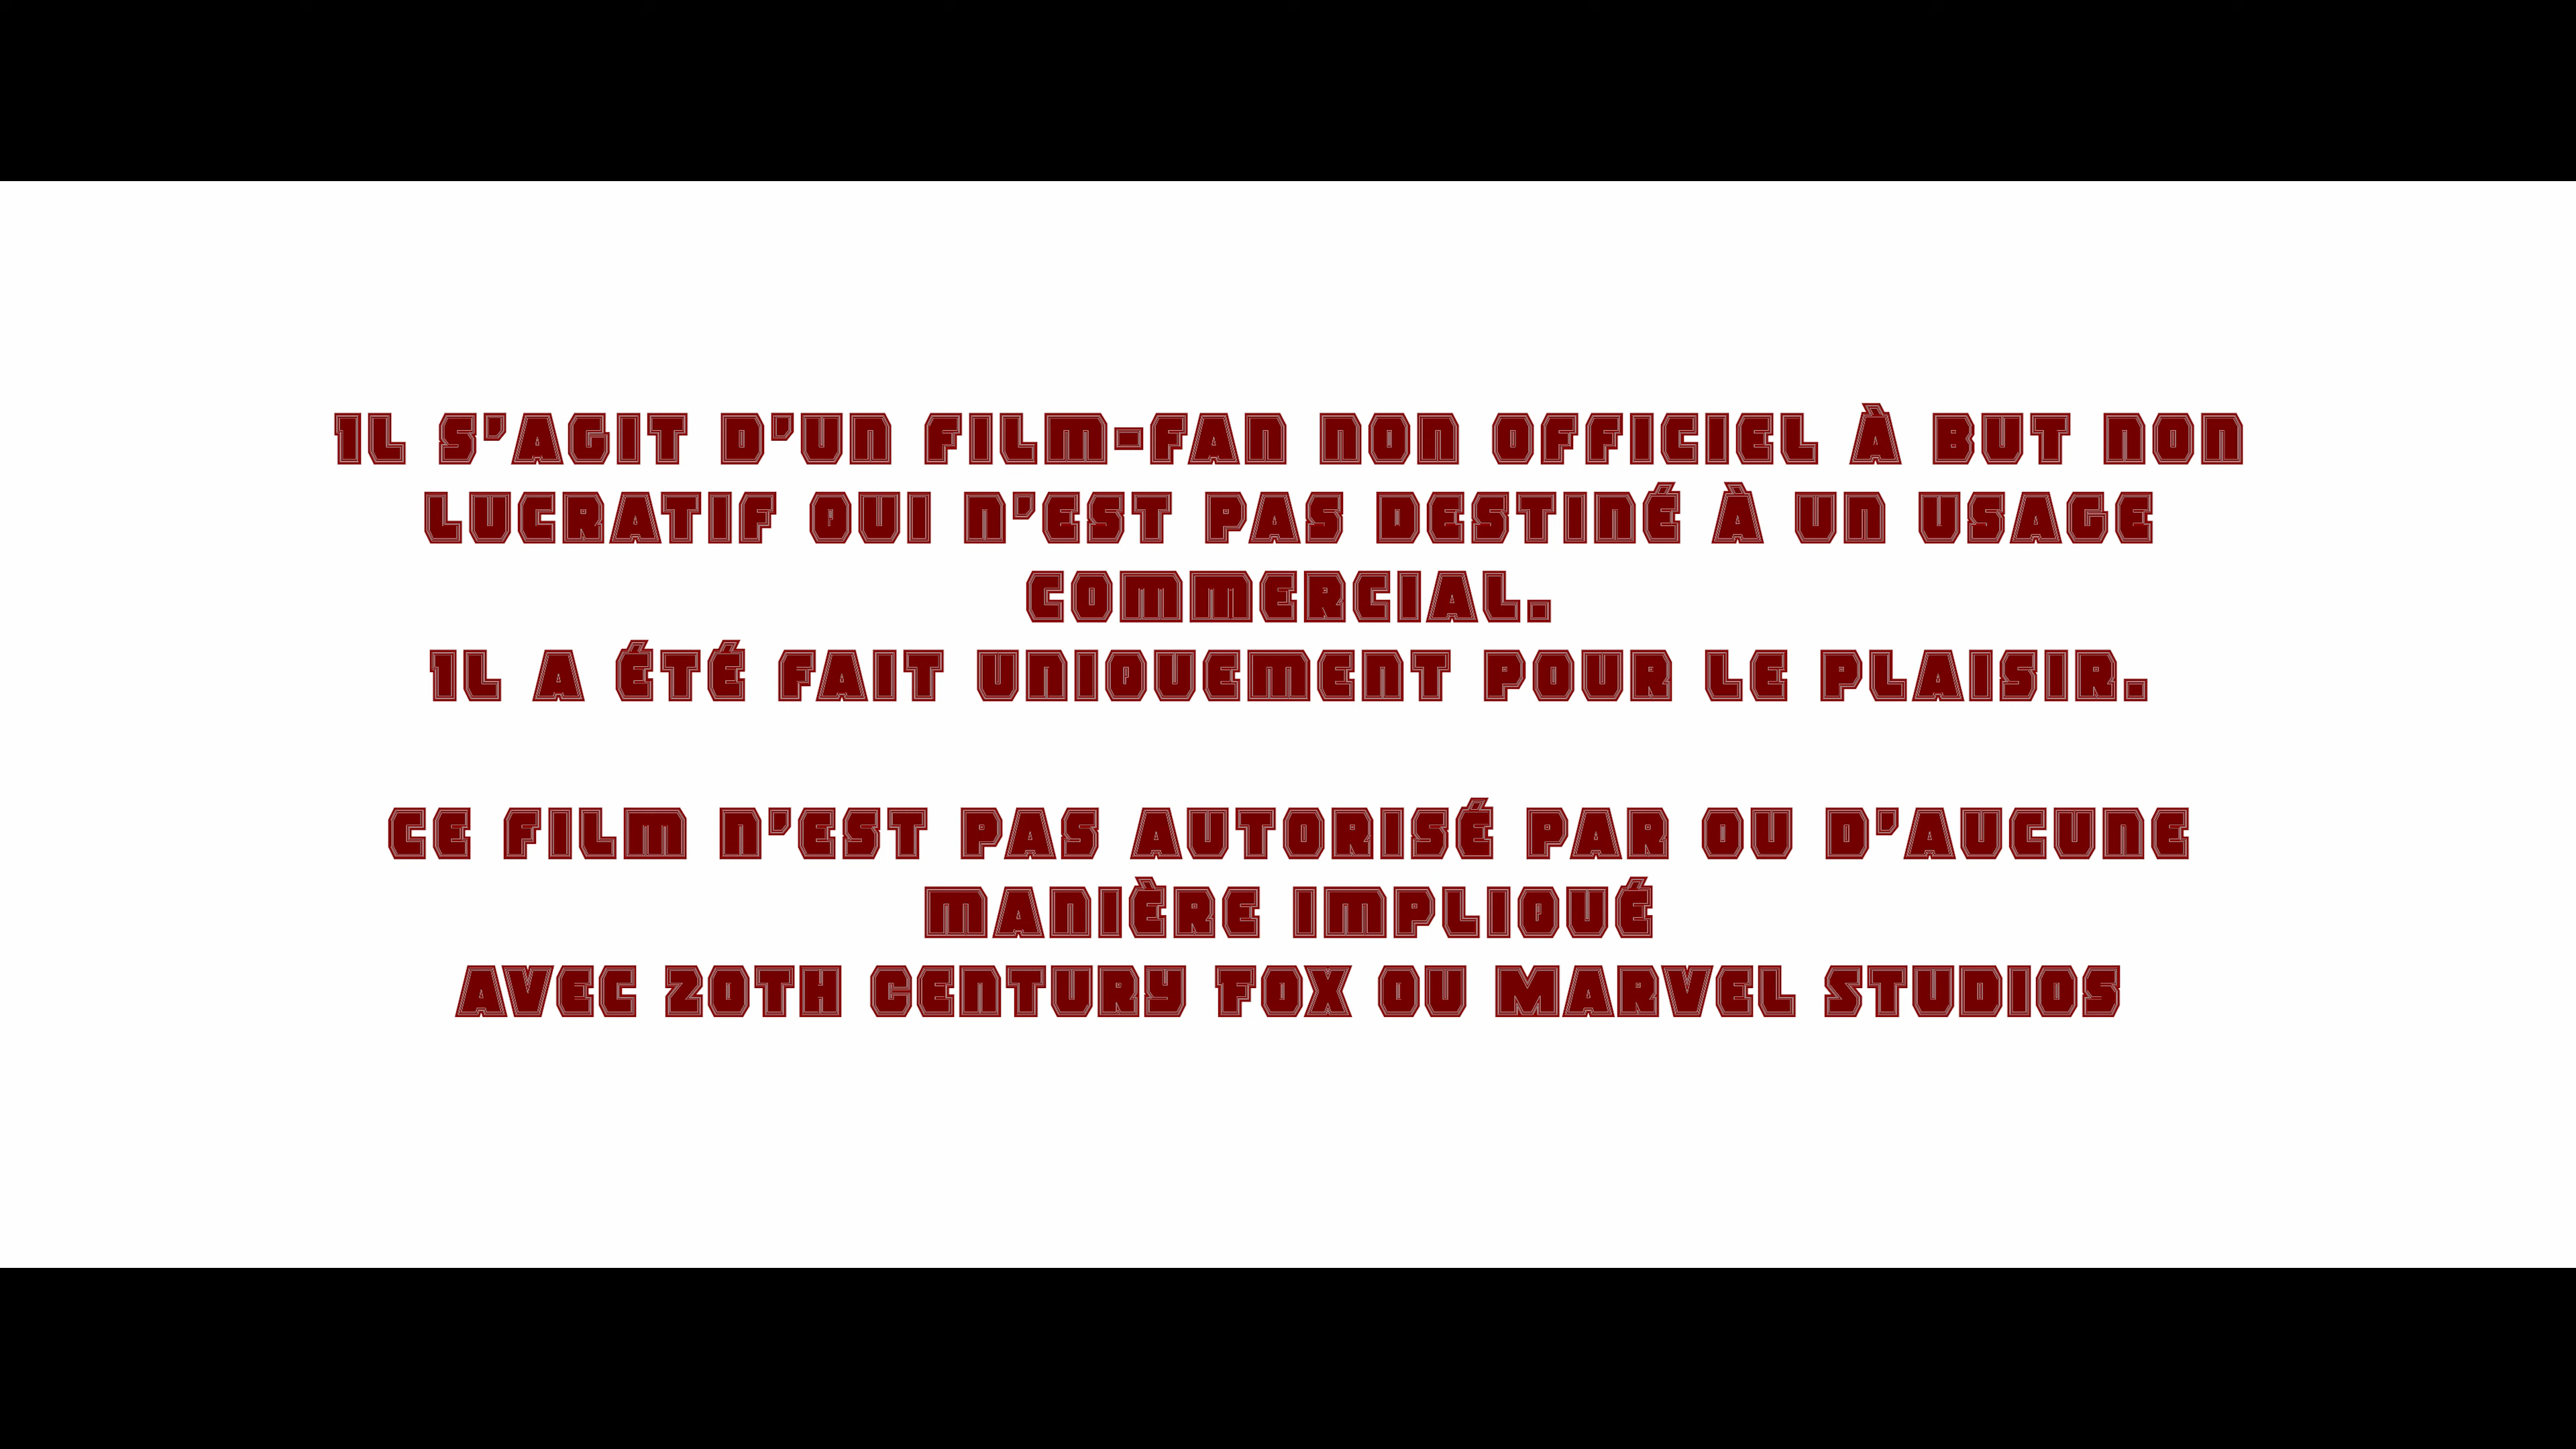 IL S'AGIT D'UN FILM-FAN NON OFFICIEL À BUT NON
LUCRATIF QUI N'EST PAS DESTINÉ À UN USAGE
COMMERCIAL.
IL A ÉTÉ FAIT UNIQUEMENT POUR LE PLAISIR.
CE FILM N'EST PAS AUTORISÉ PAR OU D'AUCUNE
MANIÈRE IMPLIQUÉ
AVEC 20TH CENTURY FOX OU MARVEL STUDIOS